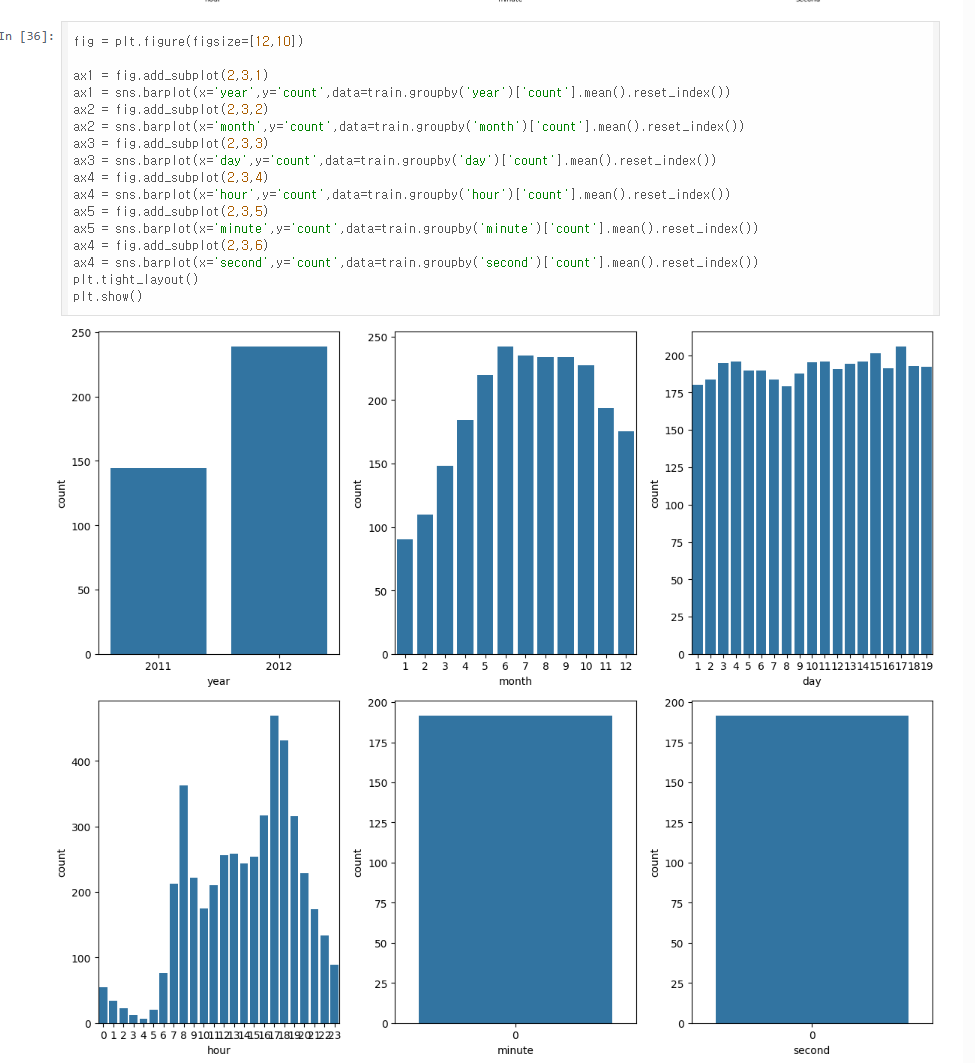 hour minute second
In [36]:
fig = plt.figure(figsize=[12,10])
ax1 = fig.add_subplot(2,3,1)
ax1 = sns.barplot(x='year',y='count',data=train.groupby('year')['count'].mean().reset_index())
ax2 = fig.add_subplot(2,3,2)
ax2 = sns.barplot(x='month',y='count',data=train.groupby('month')['count'].mean().reset_index())
ax3 = fig.add_subplot(2,3,3)
ax3 = sns.barplot(x='day',y='count',data=train.groupby('day')['count'].mean().reset_index())
ax4 = fig.add_subplot(2,3,4)
ax4 = sns.barplot(x='hour',y='count',data=train.groupby('hour')['count'].mean().reset_index())
ax5 = fig.add_subplot(2,3,5)
ax5 = sns.barplot(x='minute',y='count',data=train.groupby('minute')['count'].mean().reset_index())
ax4 = fig.add_subplot(2,3,6)
ax4 = sns.barplot(x='second',y='count',data=train.groupby('second')['count'].mean().reset_index())
plt.tight_layout()
plt.show()
250
200
150
100
50
0
count
2011 2012
year
250
200
150
100
50
0
count
1 2 3 4 5 6 7 8 9 10 11 12
month
200
175
150
125
100
75
50
25
0
count
1 2 3 4 5 6 7 8 9 10 11 12 13 14 15 16 17 18 19
day
400
300
200
100
0
count
0 1 2 3 4 5 6 7 8 9 10 11 12 13 14 15 16 17 18 19 20 21 22 23
hour
200
175
150
125
100
75
50
25
0
count
0
minute
200
175
150
125
100
75
50
25
0
count
0
second